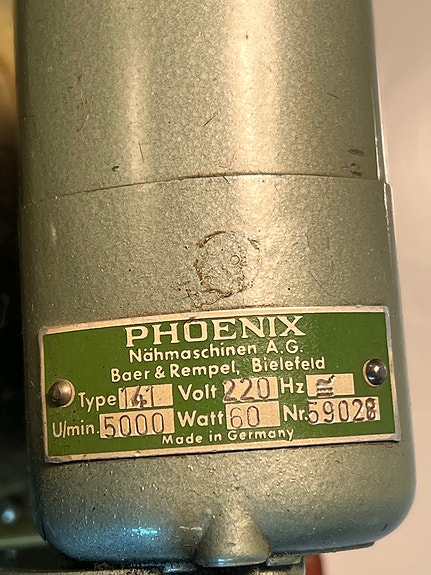 PHOENIX
Nähmaschinen A.G.
Baer & Rempel, Bielefeld
Type 141 Volt 220 Hz
U/min. 5000 Watt 60 Nr. 59028
Made in Germany